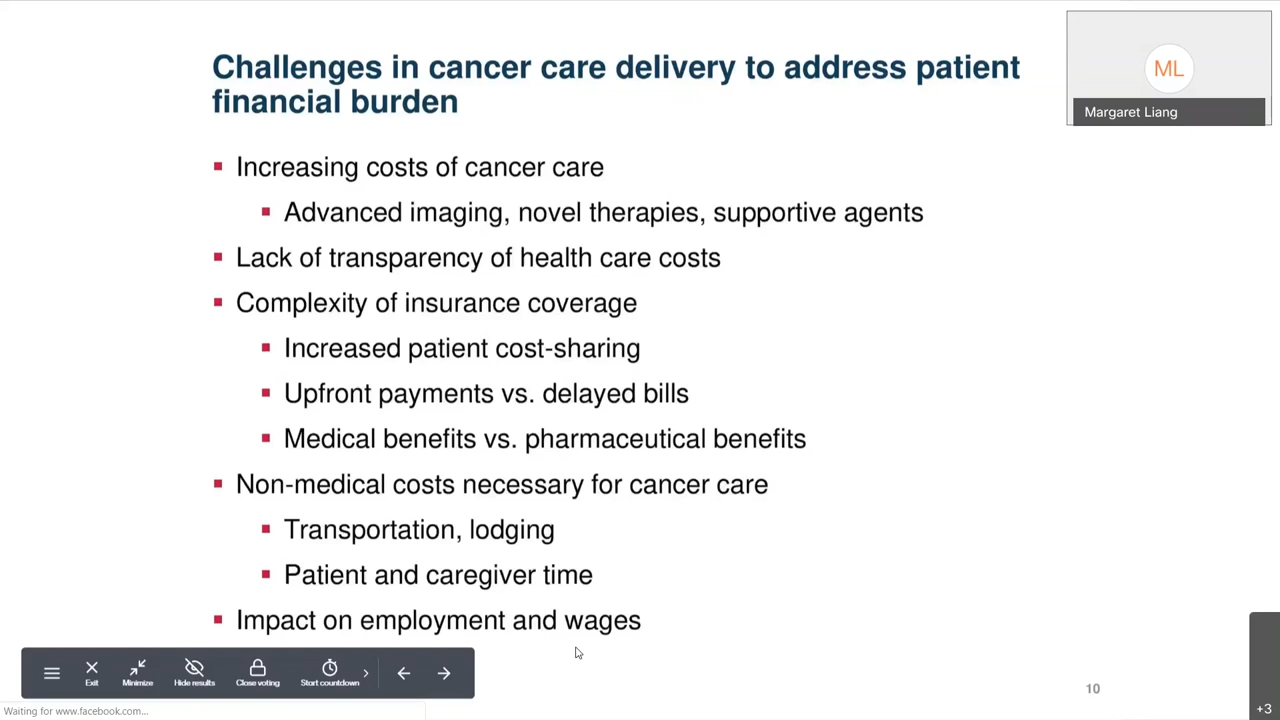 Challenges in cancer care delivery to address patient
financial burden
ML
Margaret Liang
Increasing costs of cancer care
Advanced imaging, novel therapies, supportive agents
Lack of transparency of health care costs
Complexity of insurance coverage
Increased patient cost-sharing
Upfront payments vs. delayed bills
Medical benefits vs. pharmaceutical benefits
Non-medical costs necessary for cancer care
Transportation, lodging
Patient and caregiver time
Impact on employment and wages
Exit
Minimize
Hide results
Close voting
Start countdown
10
+3
Waiting for www.facebook.com...